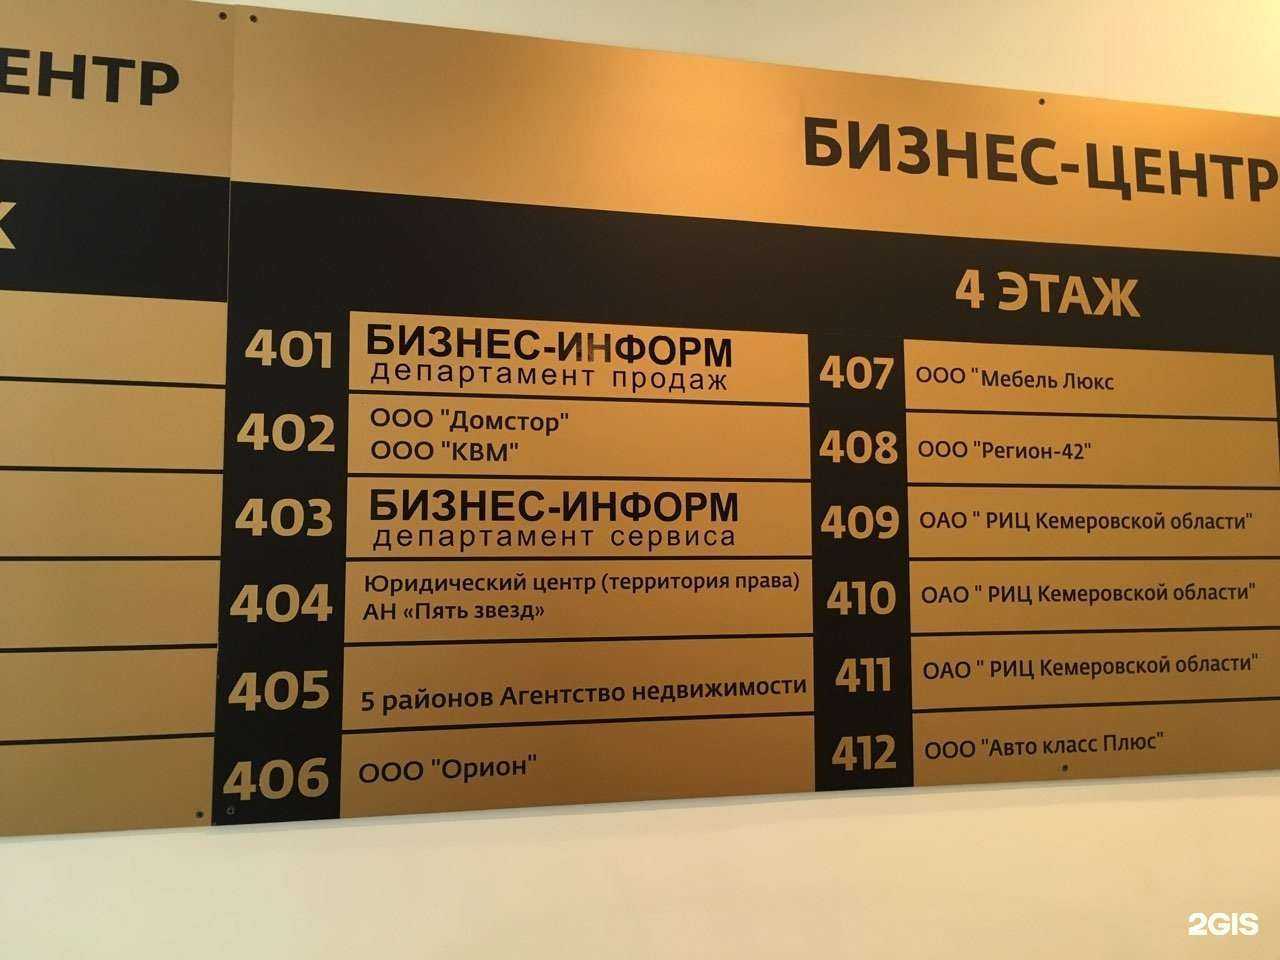 ЕНТР
Ж
БИЗНЕС-ЦЕНТР
4 ЭТАЖ
401 БИЗНЕС-ИНФОРМ
департамент продаж
402 ООО "Домстор"
ООО "КВМ"
403 БИЗНЕС-ИНФОРМ
департамент сервиса
404 Юридический центр (территория права)
АН «Пять звезд»
405 5 районов Агентство недвижимости
406 ООО "Орион"
407 ООО "Мебель Люкс
408 ООО "Регион-42"
409 ОАО " РИЦ Кемеровской области"
410 ОАО " РИЦ Кемеровской области"
411 ОАО " РИЦ Кемеровской области"
412 ООО "Авто класс Плюс"
2GIS